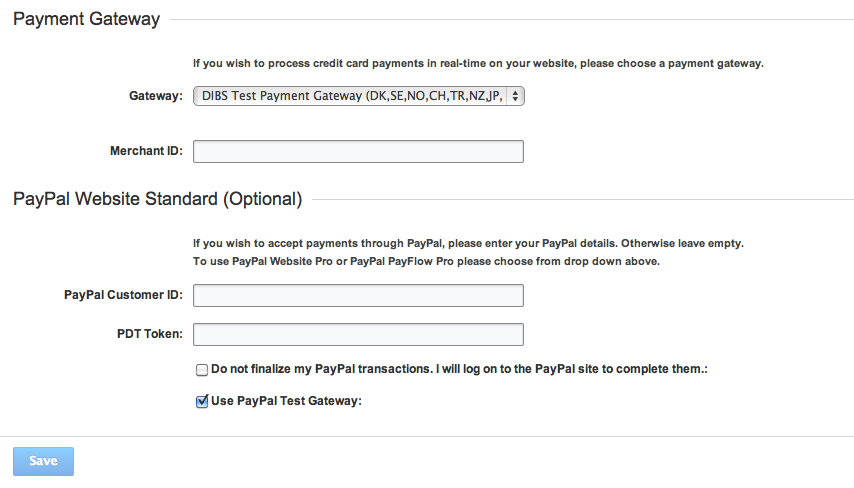 Payment Gateway
If you wish to process credit card payments in real-time on your website, please choose a payment gateway.
Gateway: DIBS Test Payment Gateway (DK,SE,NO,CH,TR,NZ,JP,
Merchant ID:
PayPal Website Standard (Optional)
If you wish to accept payments through PayPal, please enter your PayPal details. Otherwise leave empty.
To use PayPal Website Pro or PayPal PayFlow Pro please choose from drop down above.
PayPal Customer ID:
PDT Token:
Do not finalize my PayPal transactions. I will log on to the PayPal site to complete them.:
Use PayPal Test Gateway:
Save